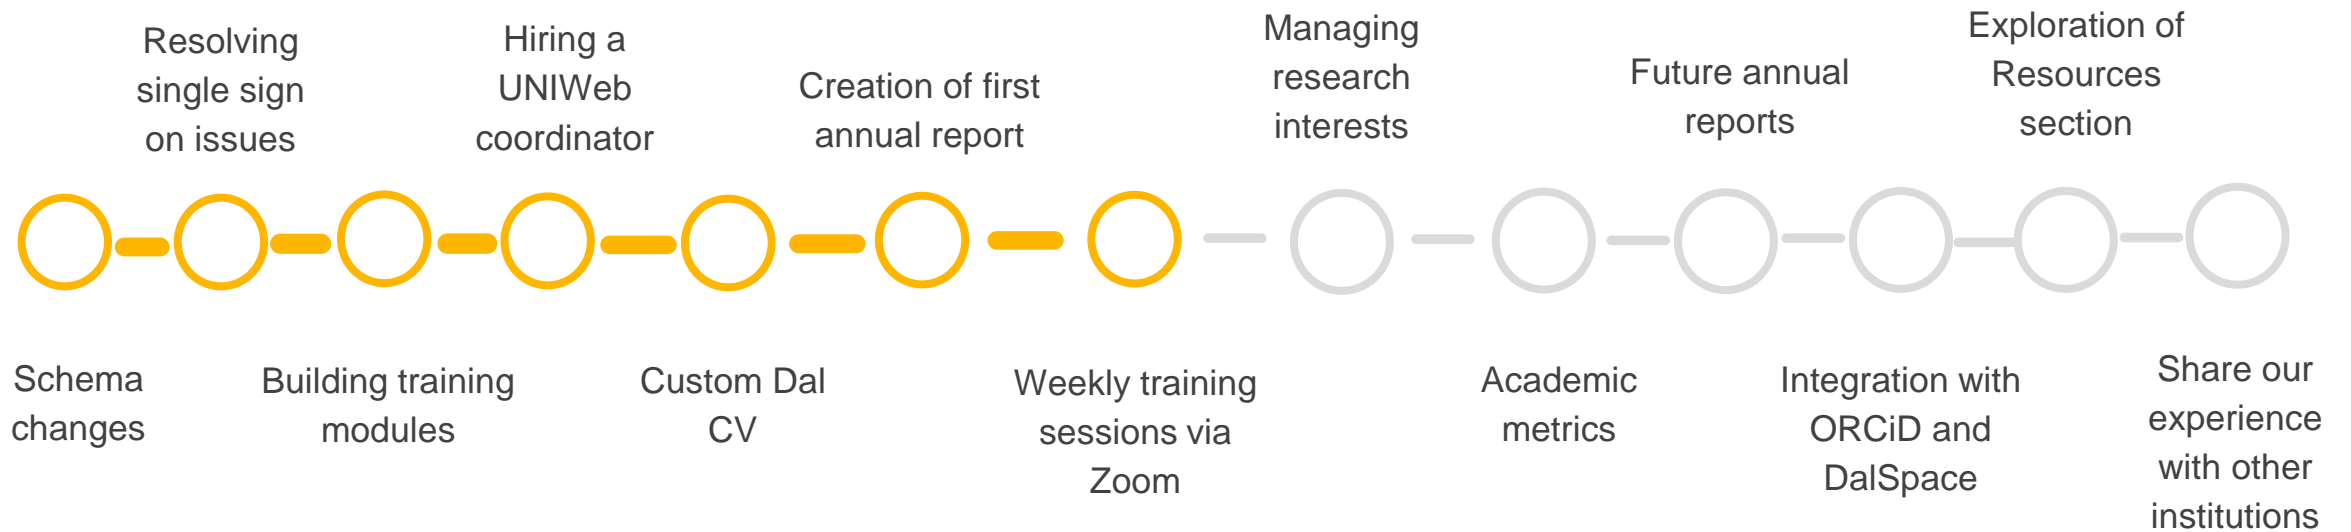 Resolving
single sign
on issues
Hiring a
UNIWeb
coordinator
Creation of first
annual report
Managing
research
interests
Future annual
reports
Exploration of
Resources
section
Schema
changes
Building training
modules
Custom Dal
CV
Weekly training
sessions via
Zoom
Academic
metrics
Integration with
ORCiD and
DalSpace
Share our
experience
with other
institutions